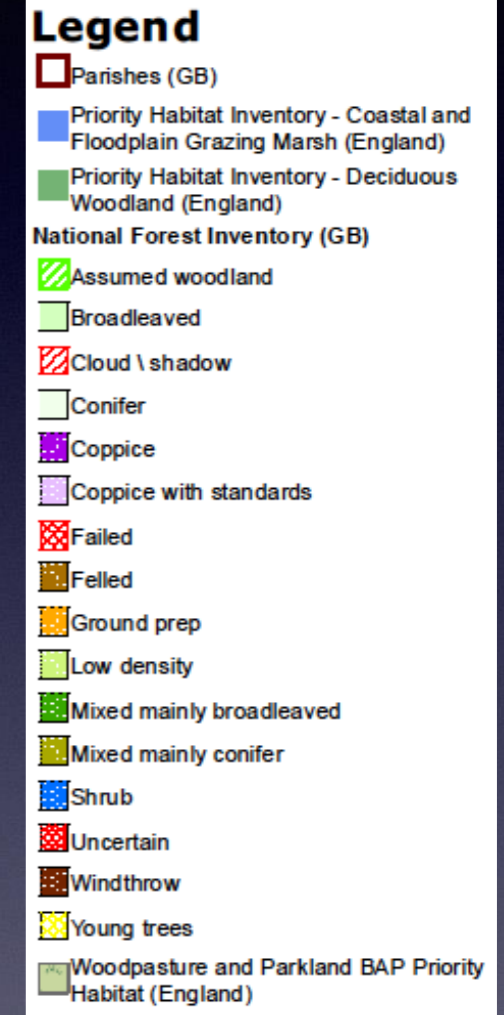 Legend
Parishes (GB)
Priority Habitat Inventory - Coastal and
Floodplain Grazing Marsh (England)
Priority Habitat Inventory - Deciduous
Woodland (England)
National Forest Inventory (GB)
Assumed woodland
Broadleaved
Cloud \ shadow
Conifer
Coppice
Coppice with standards
Failed
Felled
Ground prep
Low density
Mixed mainly broadleaved
Mixed mainly conifer
Shrub
Uncertain
Windthrow
Young trees
Woodpasture and Parkland BAP Priority
Habitat (England)